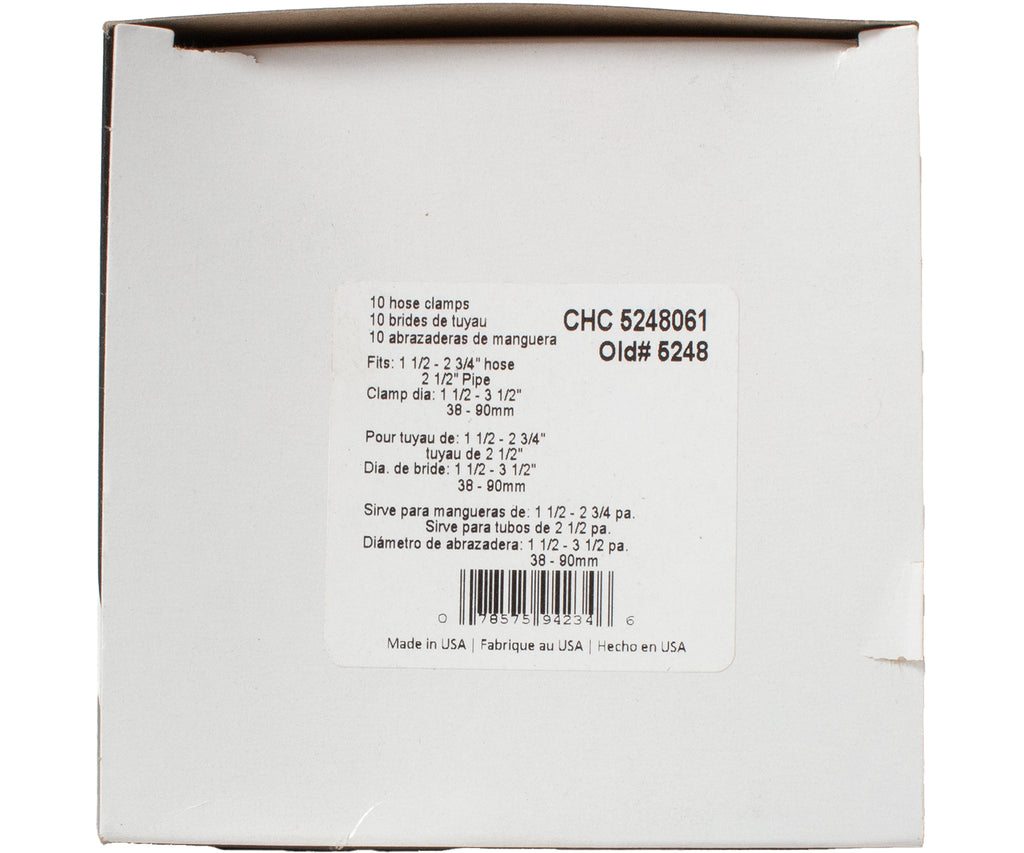 10 hose clamps
10 brides de tuyau
10 abrazaderas de manguera
CHC 5248061
Old# 5248
Fits: 1 1/2 - 2 3/4" hose
2 1/2" Pipe
Clamp dia: 1 1/2 - 3 1/2"
38 - 90mm
Pour tuyau de: 1 1/2 - 2 3/4"
tuyau de 2 1/2"
Dia. de bride: 1 1/2 - 3 1/2"
38 - 90mm
Sirve para mangueras de: 1 1/2 - 2 3/4 pa.
Sirve para tubos de 2 1/2 pa.
Diámetro de abrazadera: 1 1/2 - 3 1/2 pa.
38 - 90mm
0 78575 94234 6
Made in USA | Fabrique au USA | Hecho en USA